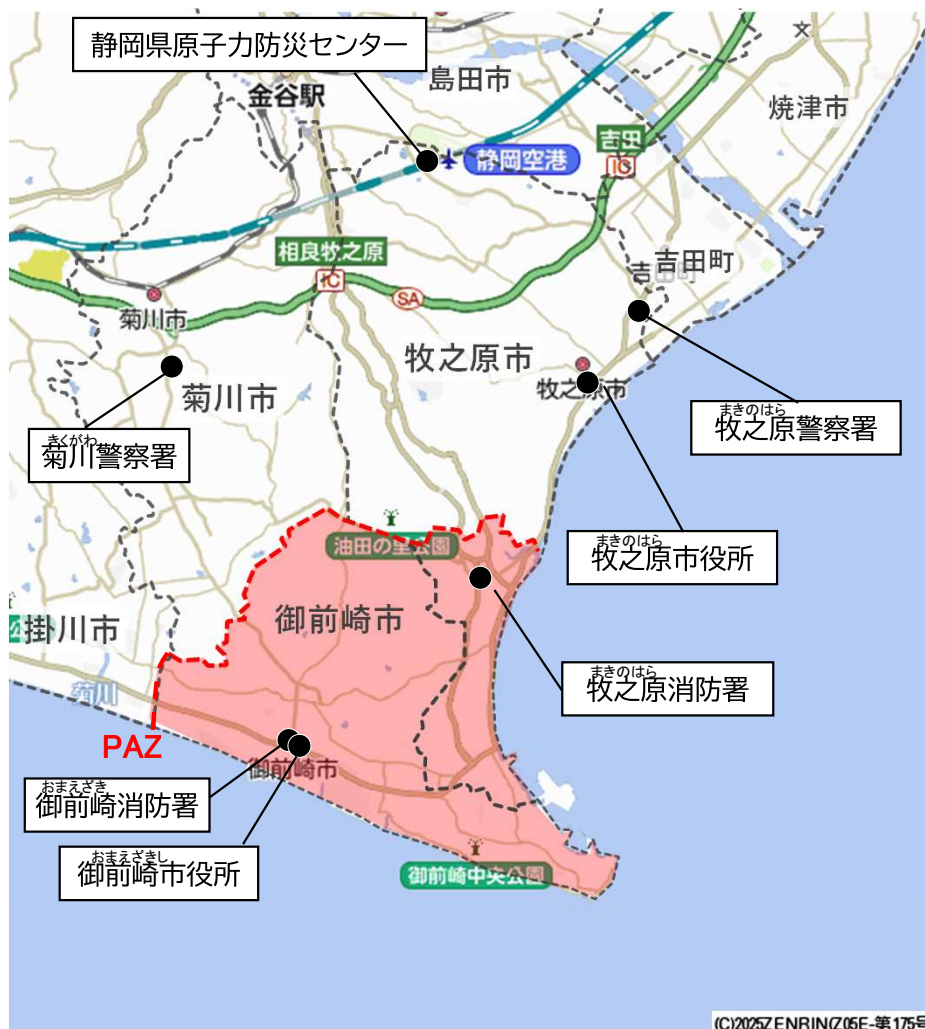 静岡県原子力防災センター
島田市
金谷駅
焼津市
吉田
IC
静岡空港
相良牧之原
IC
SA
吉田町
吉田町
菊川市
牧之原市
菊川市
牧之原市
まきのはら
牧之原警察署
きくがわ
菊川警察署
油田の里公園
まきのはら
牧之原市役所
御前崎市
掛川市
まきのはら
牧之原消防署
菊川
PAZ
御前崎市
おまえざき
御前崎消防署
おまえざきし
御前崎市役所
御前崎中央公園
(C)2025ZENRIN(Z05E-第175号